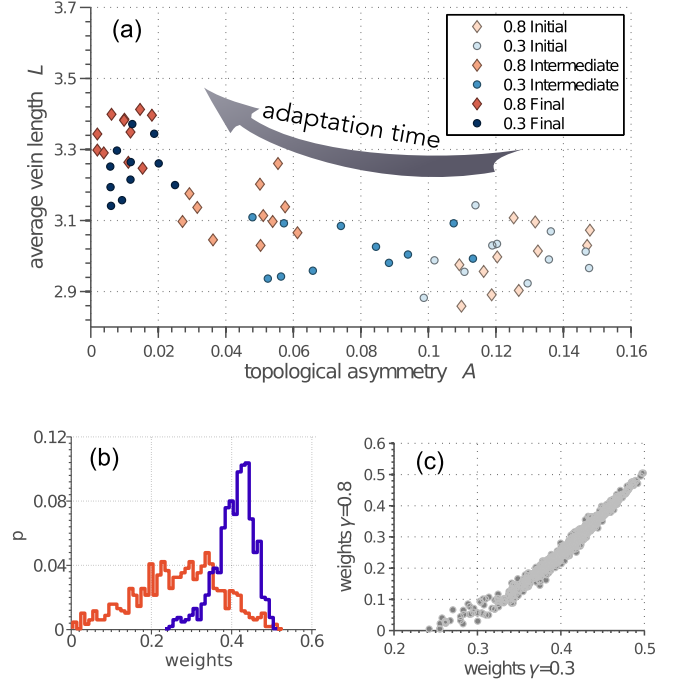 3.7
(a)
0.8 Initial
0.3 Initial
0.8 Intermediate
0.3 Intermediate
0.8 Final
0.3 Final
3.5
3.3
3.1
2.9
average vein length L
adaptation time
0 0.02 0.04 0.06 0.08 0.1 0.12 0.14 0.16
topological asymmetry A
(b)
0.12
0.08
0.04
0
p
0 0.2 0.4 0.6
weights
(c)
0.6
0.5
0.4
0.3
0.2
0.1
0
weights γ=0.8
0.2 0.3 0.4 0.5
weights γ=0.3